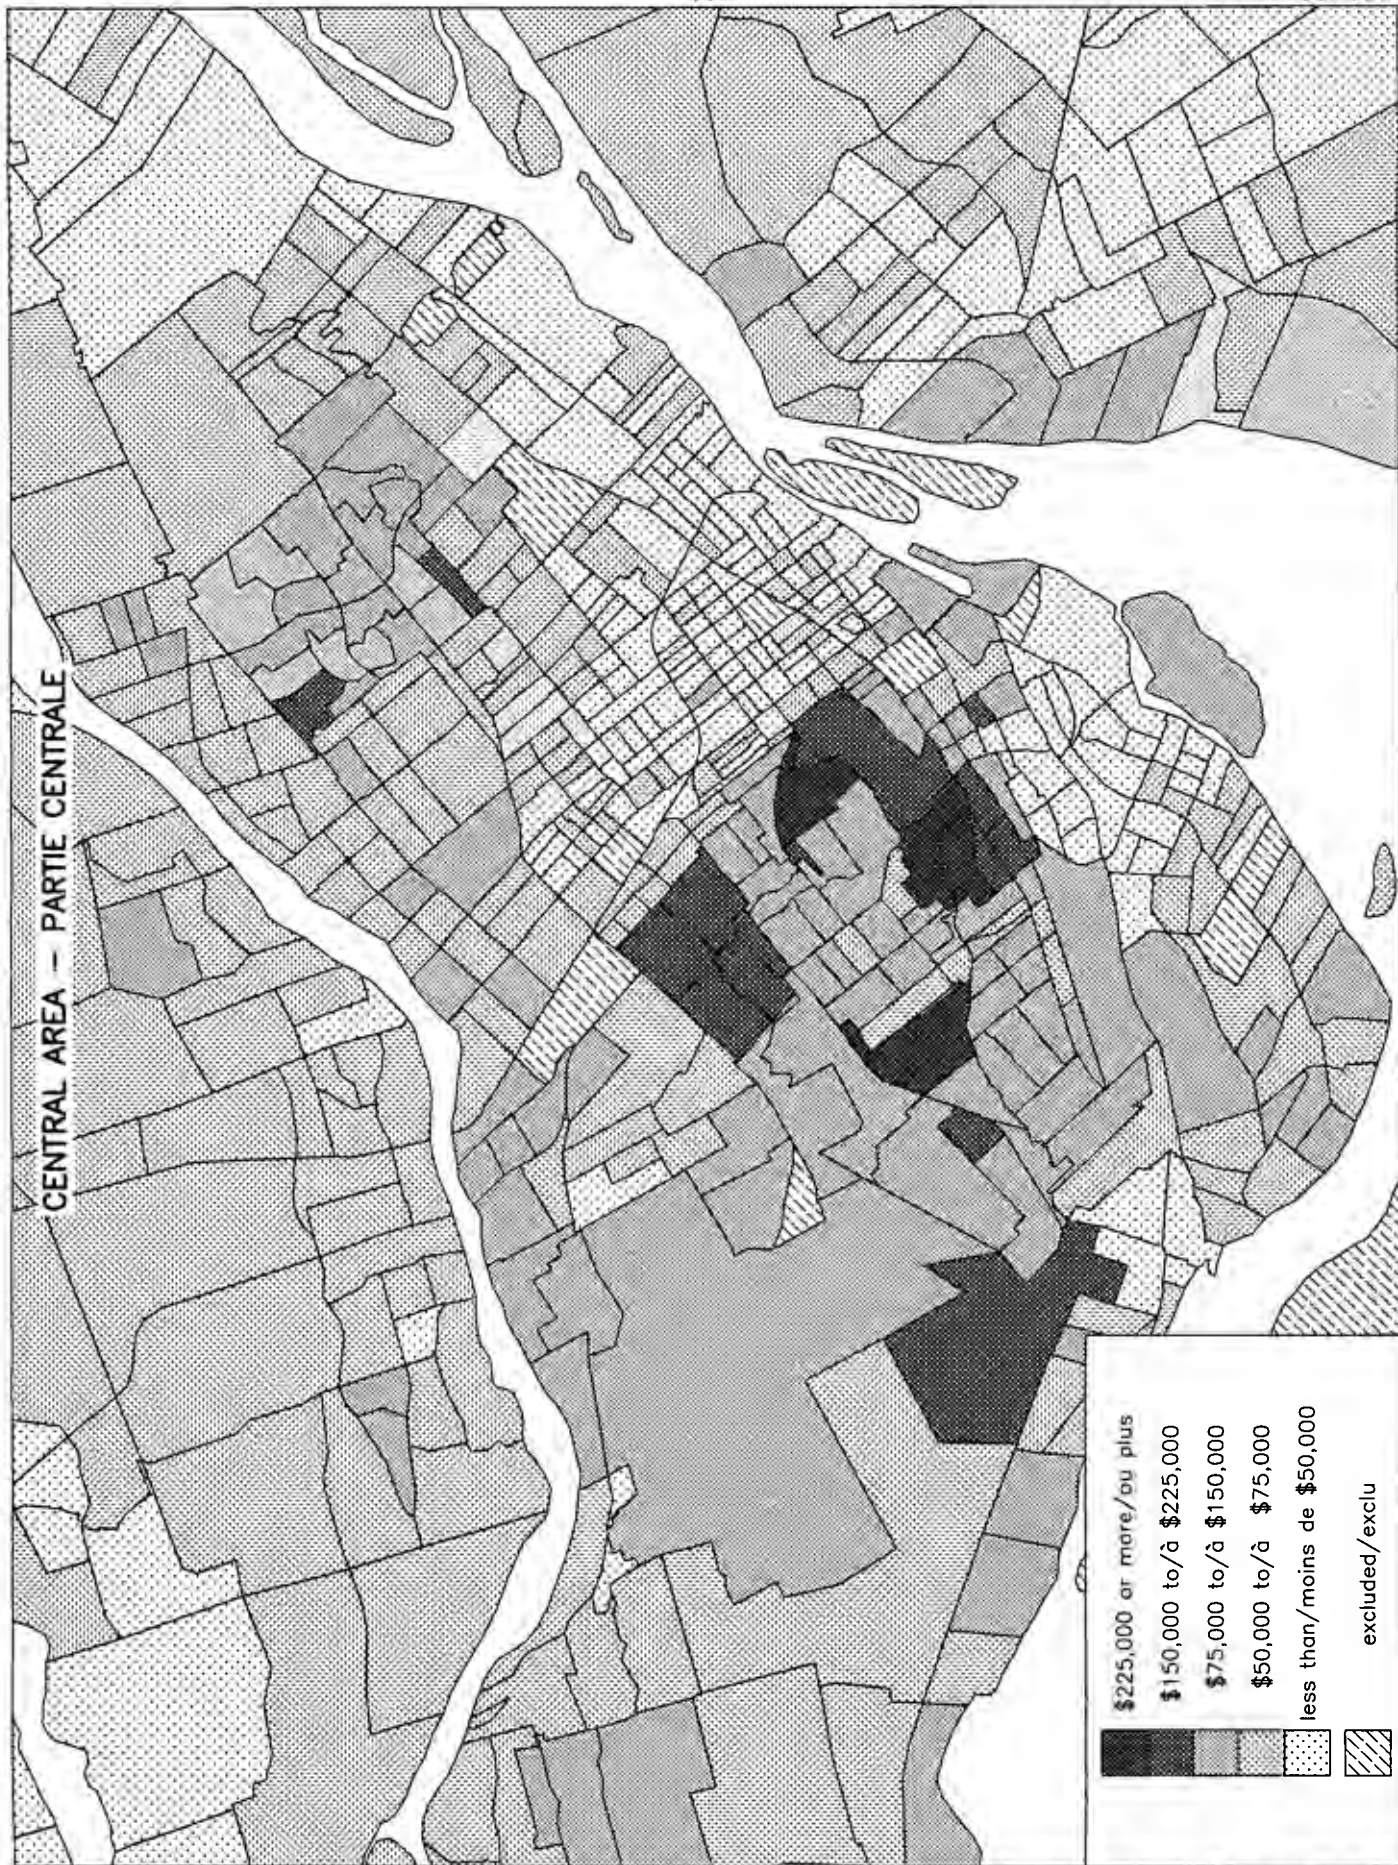 CENTRAL AREA – PARTIE CENTRALE
$225,000 or more/ou plus
$150,000 to/à $225,000
$75,000 to/à $150,000
$50,000 to/à $75,000
less than/moins de $50,000
excluded/exclu